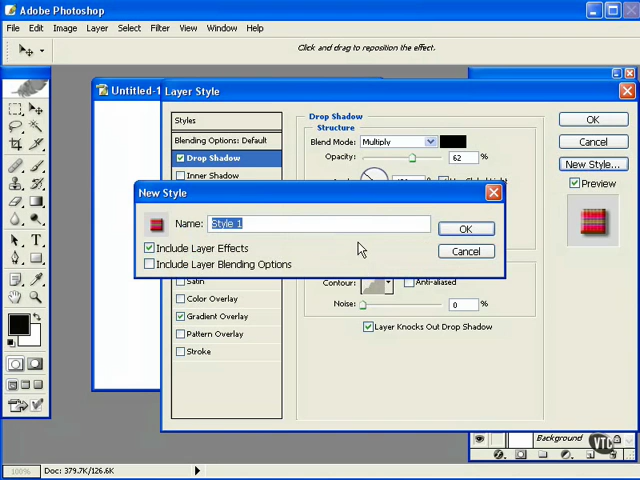 Adobe Photoshop
File Edit Image Layer Select Filter View Window Help
Click and drag to reposition the effect.
Untitled-1
Layer Style
Styles
Blending Options: Default
Drop Shadow
Inner Shadow
Drop Shadow
Structure
Blend Mode: Multiply
Opacity: 62 %
OK
Cancel
New Style...
Preview
New Style
Name: Style 1
OK
Include Layer Effects
Cancel
Include Layer Blending Options
Satin
Color Overlay
Gradient Overlay
Pattern Overlay
Stroke
Contour: Anti-aliased
Noise: 0 %
Layer Knocks Out Drop Shadow
Background
VTC
100% Doc: 379.7K/126.6K